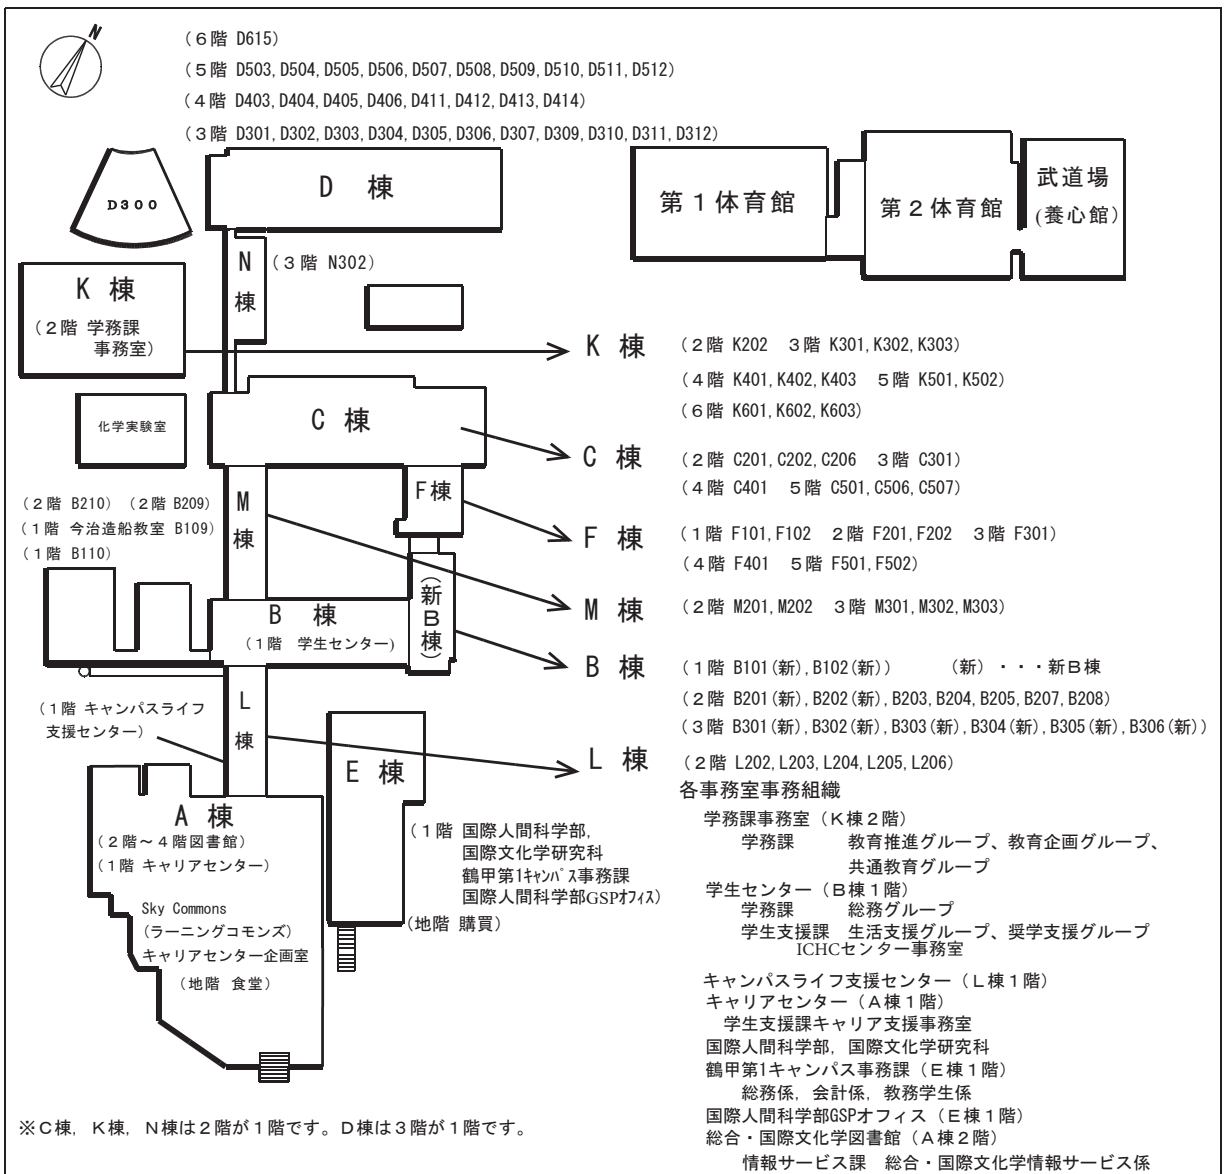 N
(6階 D615)
(5階 D503, D504, D505, D506, D507, D508, D509, D510, D511, D512)
(4階 D403, D404, D405, D406, D411, D412, D413, D414)
(3階 D301, D302, D303, D304, D305, D306, D307, D309, D310, D311, D312)
D300
D 棟
第1体育館
第2体育館
武道場
(養心館)
N
棟
(3階 N302)
K 棟
(2階 学務課
事務室)
K 棟 (2階 K202 3階 K301, K302, K303)
(4階 K401, K402, K403 5階 K501, K502)
(6階 K601, K602, K603)
化学実験室
C 棟
C 棟 (2階 C201, C202, C206 3階 C301)
(4階 C401 5階 C501, C506, C507)
(2階 B210) (2階 B209)
(1階 今治造船教室 B109)
(1階 B110)
M
棟
F棟
F 棟 (1階 F101, F102 2階 F201, F202 3階 F301)
(4階 F401 5階 F501, F502)
M 棟 (2階 M201, M202 3階 M301, M302, M303)
B 棟
(1階 学生センター)
(新B棟)
B 棟 (1階 B101(新), B102(新)) (新)・・・新B棟
(2階 B201(新), B202(新), B203, B204, B205, B207, B208)
(3階 B301(新), B302(新), B303(新), B304(新), B305(新), B306(新))
(1階 キャンパスライフ
支援センター)
L
棟
L 棟 (2階 L202, L203, L204, L205, L206)
E 棟
(1階 国際人間科学部,
国際文化学研究科
鶴甲第1キャンパス事務課
国際人間科学部GSPオフィス)
(地階 購買)
A 棟
(2階~4階図書館)
(1階 キャリアセンター)
Sky Commons
(ラーニングコモンズ)
キャリアセンター企画室
(地階 食堂)
各事務室事務組織
学務課事務室(K棟2階)
学務課 教育推進グループ、教育企画グループ、
共通教育グループ
学生センター(B棟1階)
学務課 総務グループ
学生支援課 生活支援グループ、奨学支援グループ
ICHCセンター事務室
キャンパスライフ支援センター(L棟1階)
キャリアセンター(A棟1階)
学生支援課キャリア支援事務室
国際人間科学部, 国際文化学研究科
鶴甲第1キャンパス事務課(E棟1階)
総務係, 会計係, 教務学生係
国際人間科学部GSPオフィス(E棟1階)
総合・国際文化学図書館(A棟2階)
情報サービス課 総合・国際文化学情報サービス係
※C棟, K棟, N棟は2階が1階です。D棟は3階が1階です。